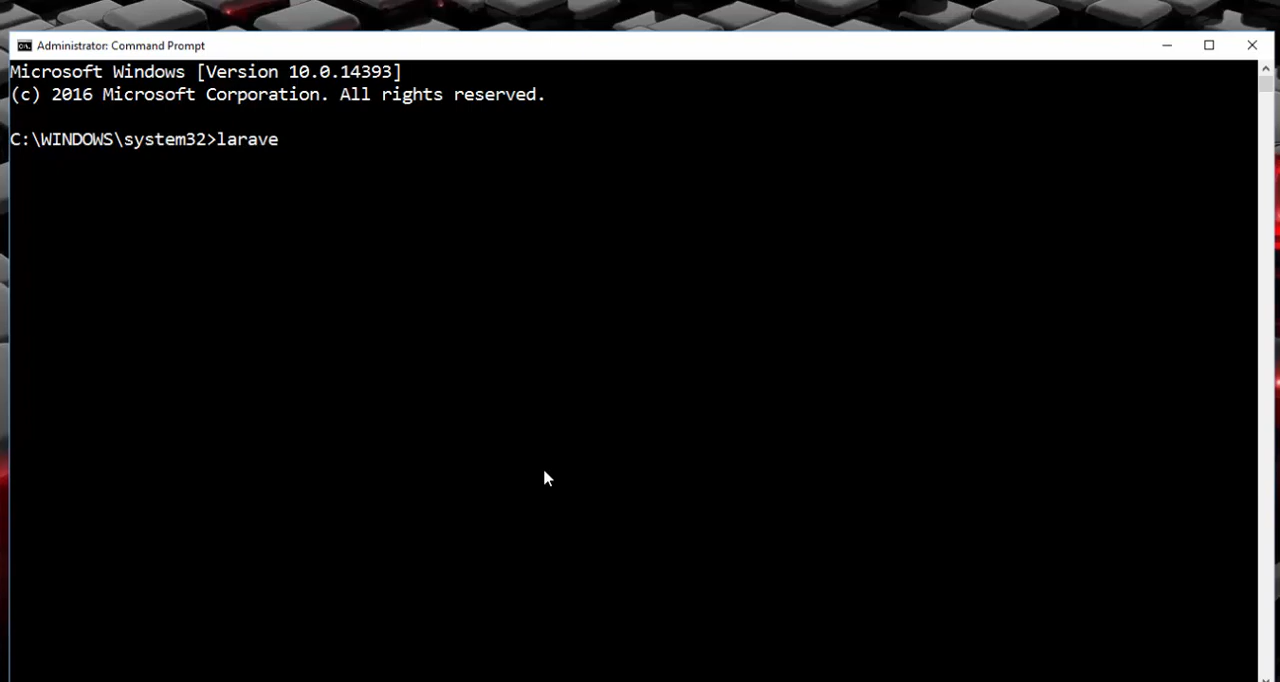 Administrator: Command Prompt
Microsoft Windows [Version 10.0.14393]
(c) 2016 Microsoft Corporation. All rights reserved.
C:\WINDOWS\system32>larave